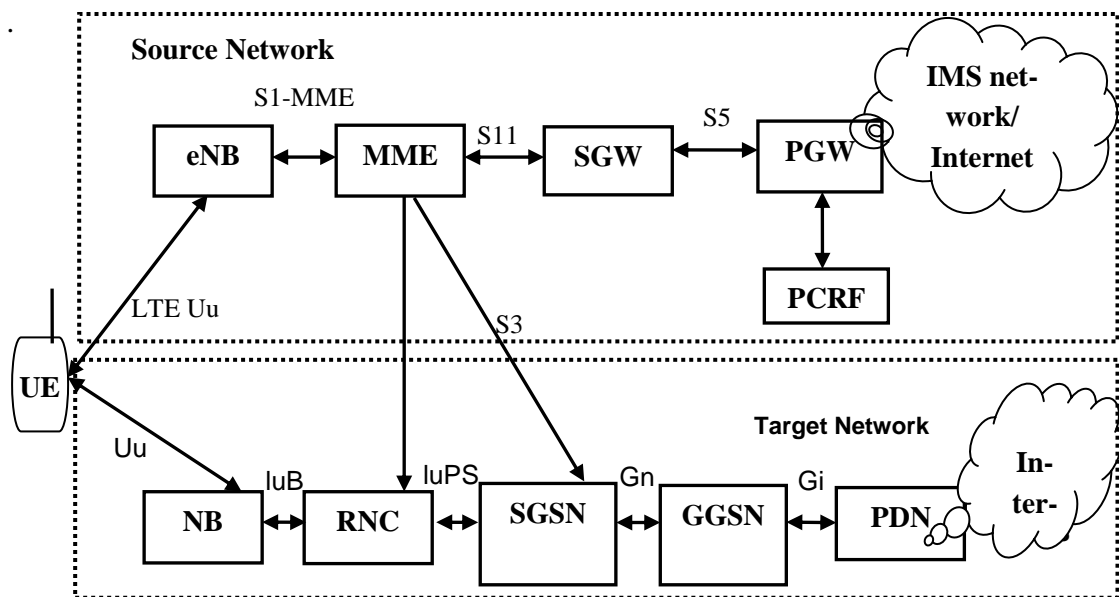 .
Source Network
IMS net-
work/
Internet
S1-MME
S11
S5
eNB
MME
SGW
PGW
PCRF
LTE Uu
S3
UE
Target Network
Uu
IuB
IuPS
Gn
Gi
In-
ter-
NB
RNC
SGSN
GGSN
PDN